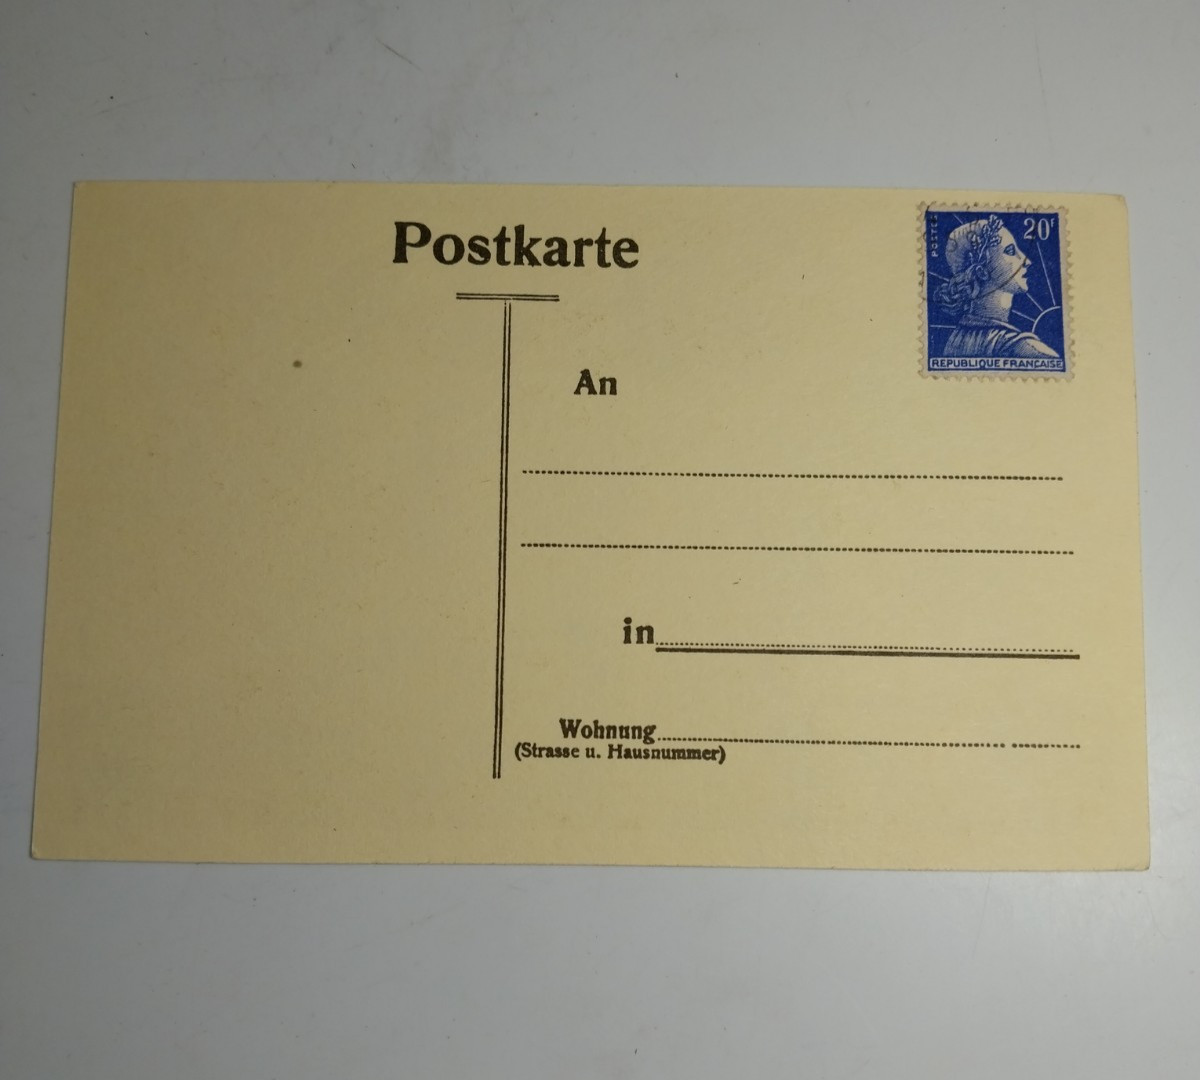 Postkarte
POSTES
20F
REPUBLIQUE FRANÇAISE
An
in
Wohnung
(Strasse u. Hausnummer)